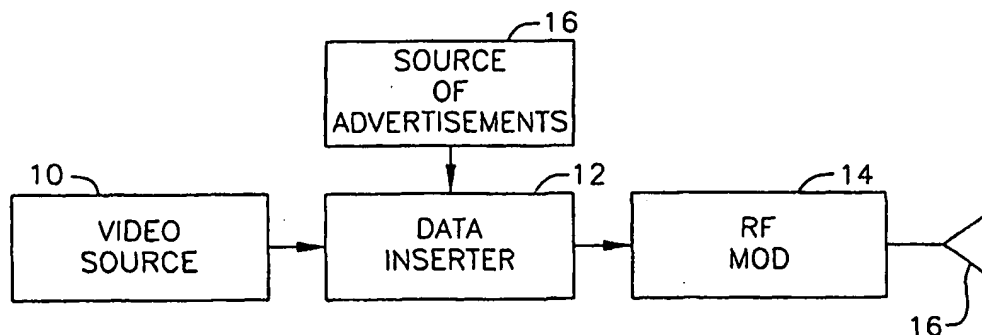 16
SOURCE
OF
ADVERTISEMENTS
10
VIDEO
SOURCE
12
DATA
INSERTER
14
RF
MOD
16